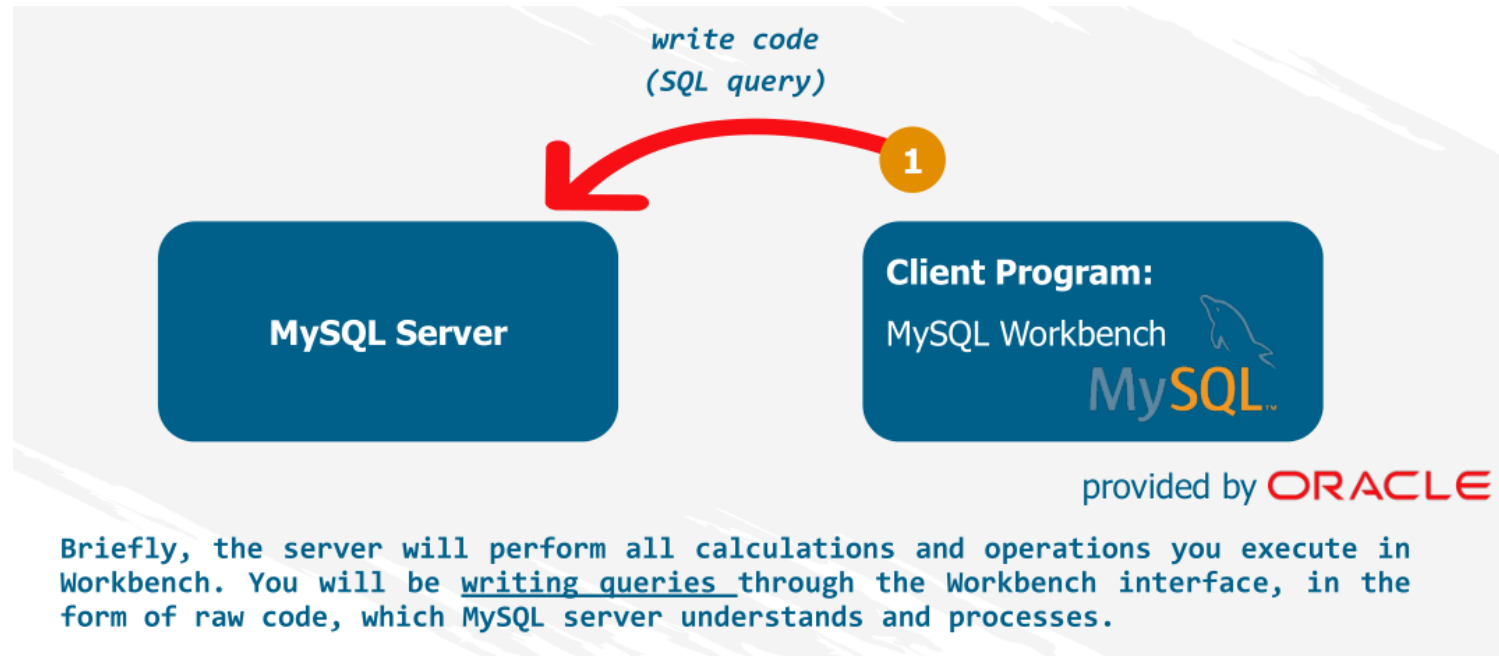 write code
(SQL query)
1
MySQL Server
Client Program:
MySQL Workbench
MySQL™
provided by ORACLE
Briefly, the server will perform all calculations and operations you execute in
Workbench. You will be writing queries through the Workbench interface, in the
form of raw code, which MySQL server understands and processes.